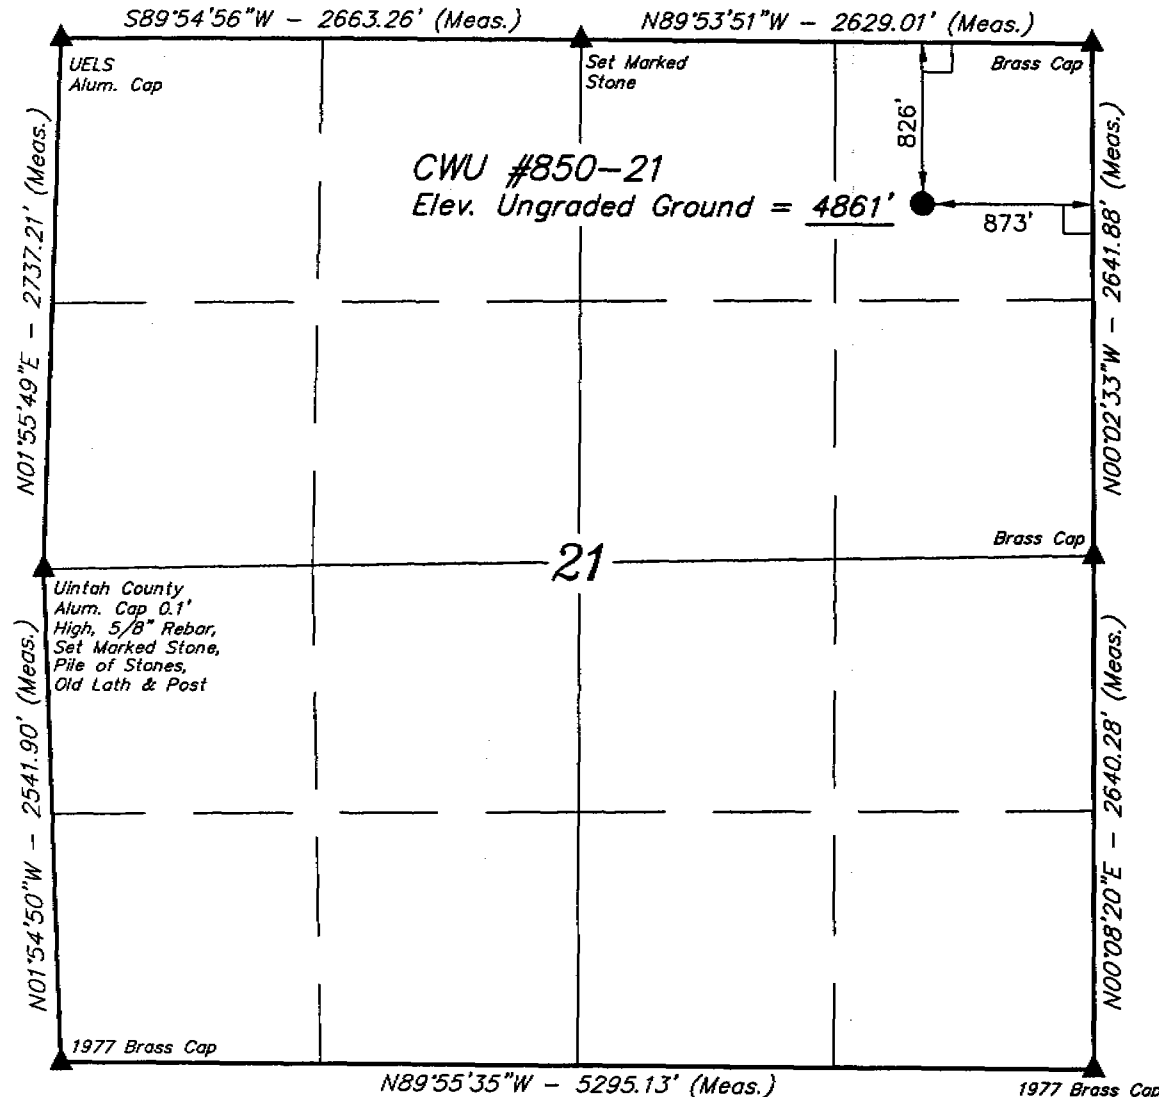 S89°54'56"W - 2663.26' (Meas.)
N89°53'51"W - 2629.01' (Meas.)
UELS
Alum. Cap
Set Marked
Stone
Brass Cap
826'
CWU #850-21
Elev. Ungraded Ground = 4861'
873'
N01°55'49"E - 2737.21' (Meas.)
N00°02'33"W - 2641.88' (Meas.)
Brass Cap
21
Uintah County
Alum. Cap 0.1'
High, 5/8" Rebar,
Set Marked Stone,
Pile of Stones,
Old Lath & Post
N01°54'50"W - 2541.90' (Meas.)
N00°08'20"E - 2640.28' (Meas.)
1977 Brass Cap
N89°55'35"W - 5295.13' (Meas.)
1977 Brass Cap